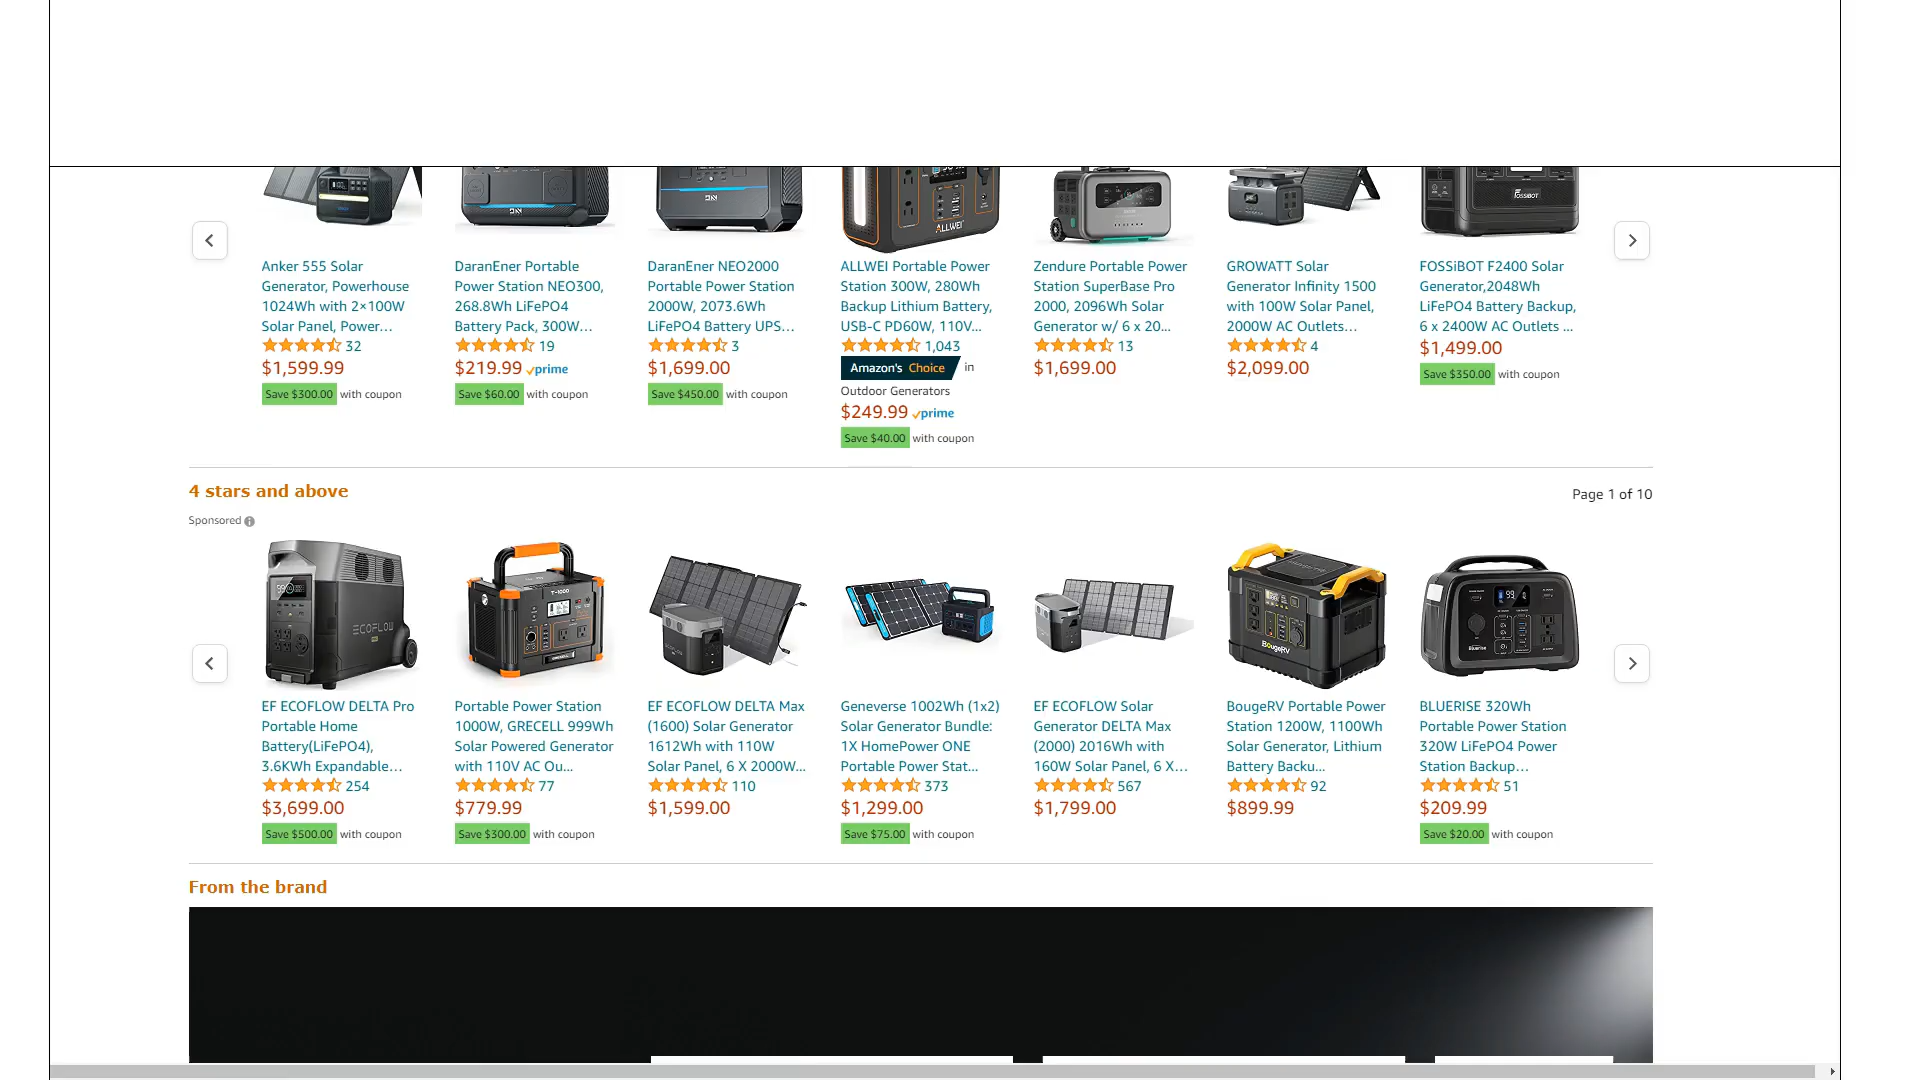 Anker 555 Solar
Generator, Powerhouse
1024Wh with 2×100W
Solar Panel, Power...
32
$1,599.99
Save $300.00 with coupon
DaranEner Portable
Power Station NEO300,
268.8Wh LiFePO4
Battery Pack, 300W...
19
$219.99 prime
Save $60.00 with coupon
DaranEner NEO2000
Portable Power Station
2000W, 2073.6Wh
LiFePO4 Battery UPS...
3
$1,699.00
Save $450.00 with coupon
ALLWEI
ALLWEI Portable Power
Station 300W, 280Wh
Backup Lithium Battery,
USB-C PD60W, 110V...
1,043
Amazon's Choice in
Outdoor Generators
$249.99 prime
Save $40.00 with coupon
Zendure Portable Power
Station SuperBase Pro
2000, 2096Wh Solar
Generator w/ 6 x 20...
13
$1,699.00
GROWATT Solar
Generator Infinity 1500
with 100W Solar Panel,
2000W AC Outlets...
4
$2,099.00
FOSSiBOT
FOSSiBOT F2400 Solar
Generator,2048Wh
LiFePO4 Battery Backup,
6 x 2400W AC Outlets ...
$1,499.00
Save $350.00 with coupon
4 stars and above
Page 1 of 10
Sponsored
ECOFLOW
EF ECOFLOW DELTA Pro
Portable Home
Battery(LiFePO4),
3.6KWh Expandable...
254
$3,699.00
Save $500.00 with coupon
T-1000
Portable Power Station
1000W, GRECELL 999Wh
Solar Powered Generator
with 110V AC Ou...
77
$779.99
Save $300.00 with coupon
EF ECOFLOW DELTA Max
(1600) Solar Generator
1612Wh with 110W
Solar Panel, 6 X 2000W...
110
$1,599.00
Geneverse 1002Wh (1x2)
Solar Generator Bundle:
1X HomePower ONE
Portable Power Stat...
373
$1,299.00
Save $75.00 with coupon
EF ECOFLOW Solar
Generator DELTA Max
(2000) 2016Wh with
160W Solar Panel, 6 X...
567
$1,799.00
BougeRV
BougeRV Portable Power
Station 1200W, 1100Wh
Solar Generator, Lithium
Battery Backu...
92
$899.99
Bluerise
BLUERISE 320Wh
Portable Power Station
320W LiFePO4 Power
Station Backup...
51
$209.99
Save $20.00 with coupon
From the brand